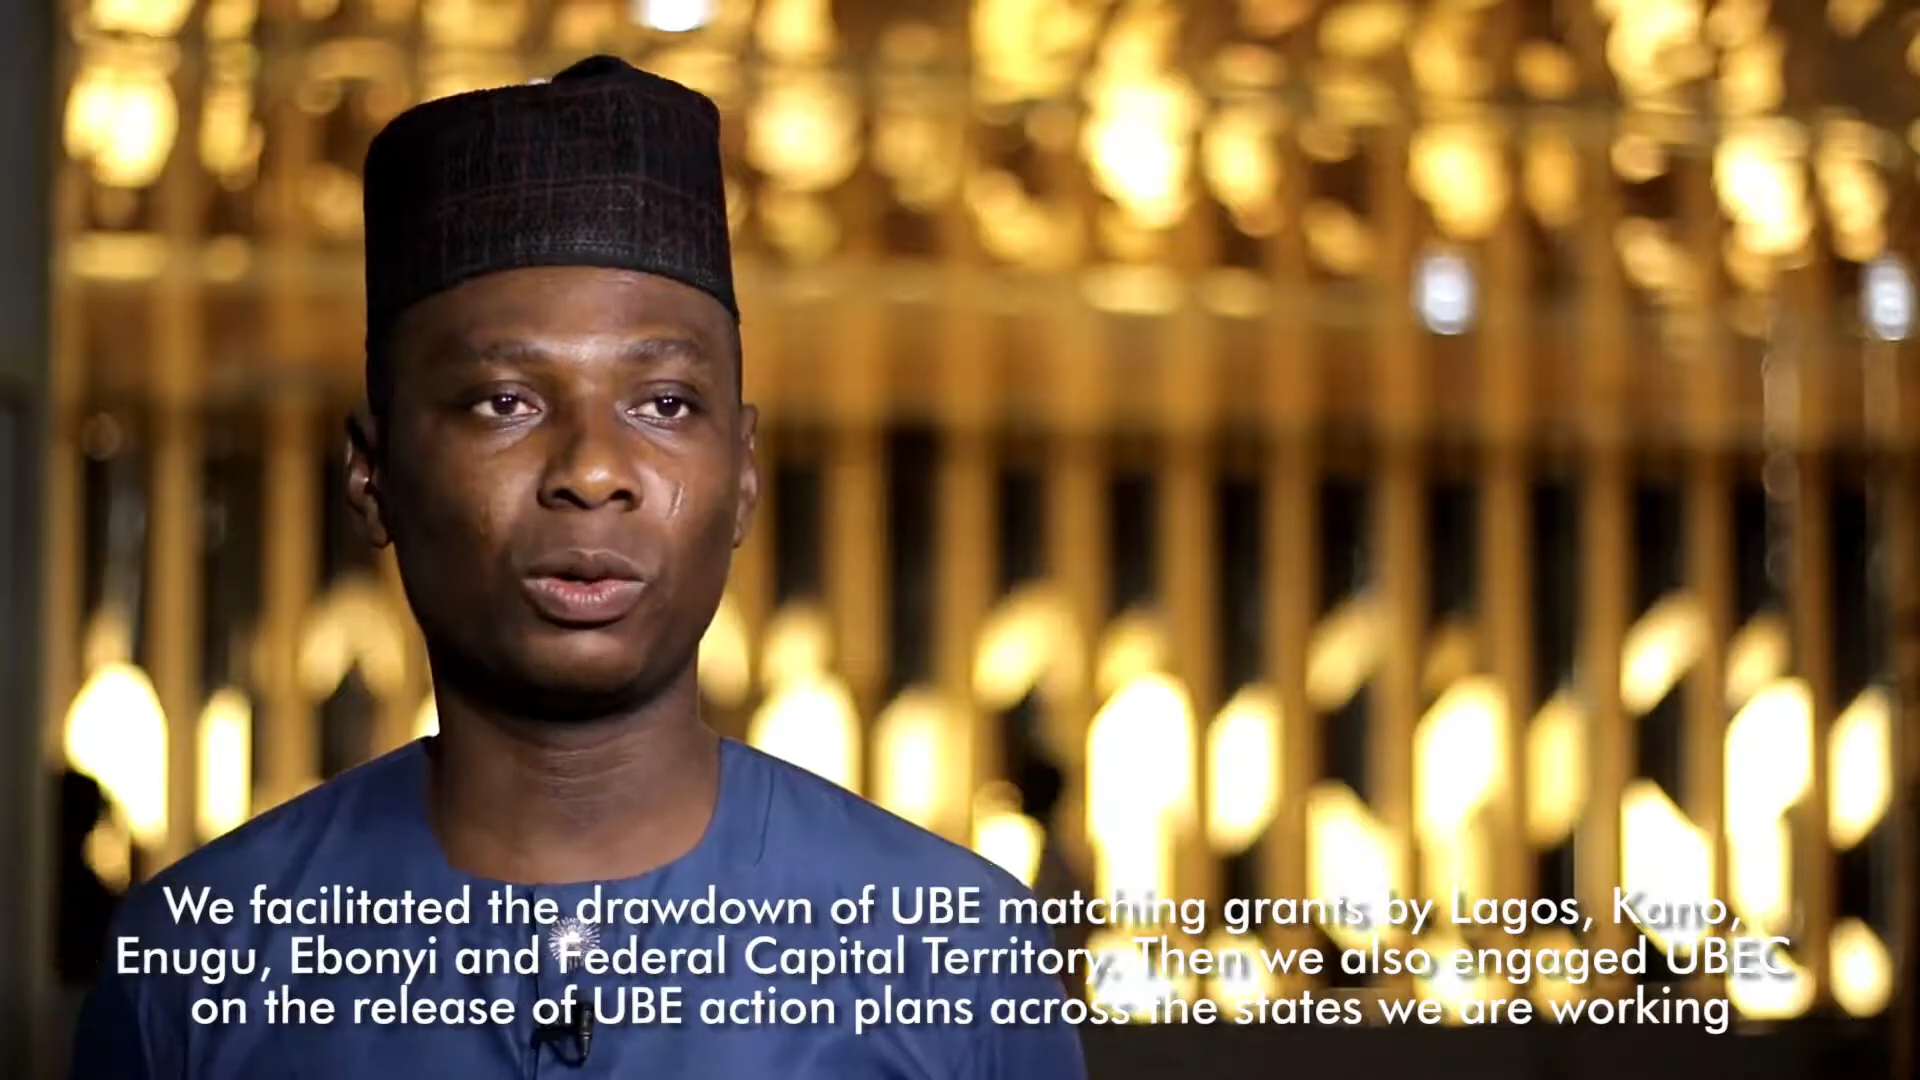 We facilitated the drawdown of UBE matching grants by Lagos, Kano,
Enugu, Ebonyi and Federal Capital Territory. Then we also engaged UBEC
on the release of UBE action plans across the states we are working